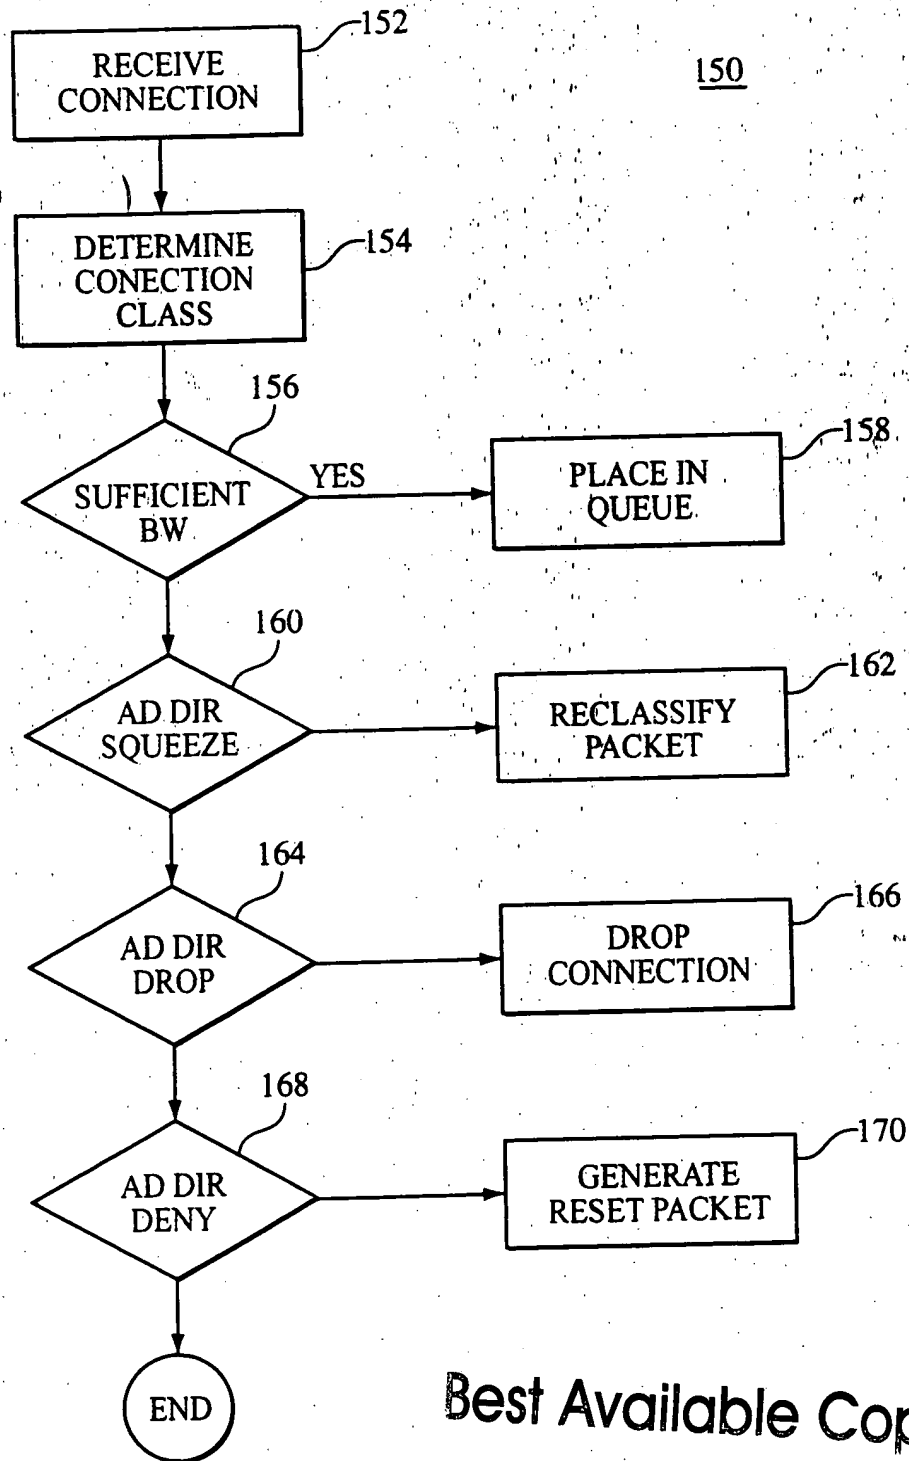 152
RECEIVE
CONNECTION
150
DETERMINE
CONECTION
CLASS
154
156
SUFFICIENT
BW
YES
PLACE IN
QUEUE
158
160
AD DIR
SQUEEZE
RECLASSIFY
PACKET
162
164
AD DIR
DROP
DROP
CONNECTION
166
168
AD DIR
DENY
GENERATE
RESET PACKET
170
END
Best Available Cop